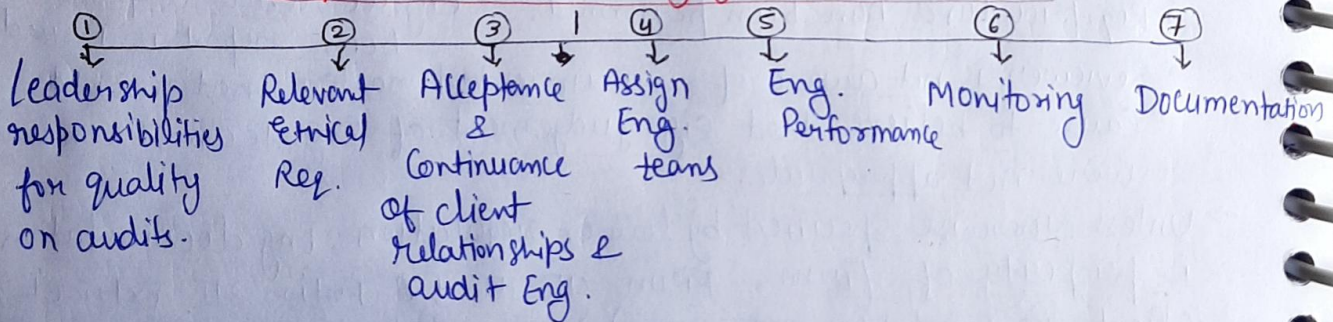 ① ② ③ ④ ⑤ ⑥ ⑦
Leadership
responsibilities
for quality
on audits.
Relevant
Ethical
Req.
Acceptance
&
Continuance
of client
relationships &
audit Eng.
Assign
Eng.
teams
Eng.
Performance
Monitoring
Documentation